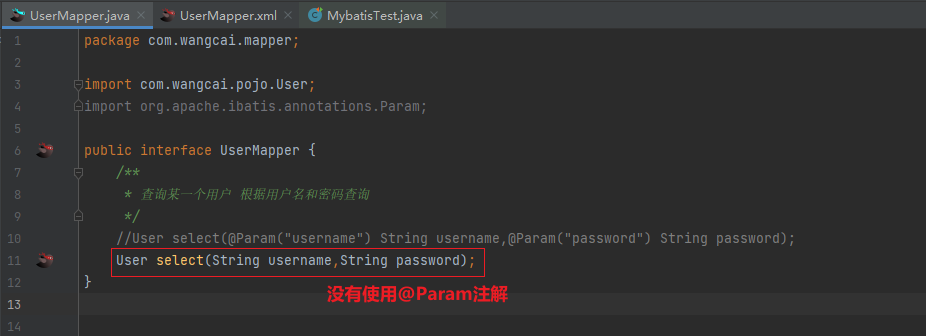 UserMapper.java × UserMapper.xml × MybatisTest.java ×
1 package com.wangcai.mapper;
2
3 import com.wangcai.pojo.User;
4 import org.apache.ibatis.annotations.Param;
5
6 public interface UserMapper {
7 /**
8 * 查询某一个用户 根据用户名和密码查询
9 */
10 //User select(@Param("username") String username,@Param("password") String password);
11 User select(String username,String password);
12 }
没有使用@Param注解
13
14